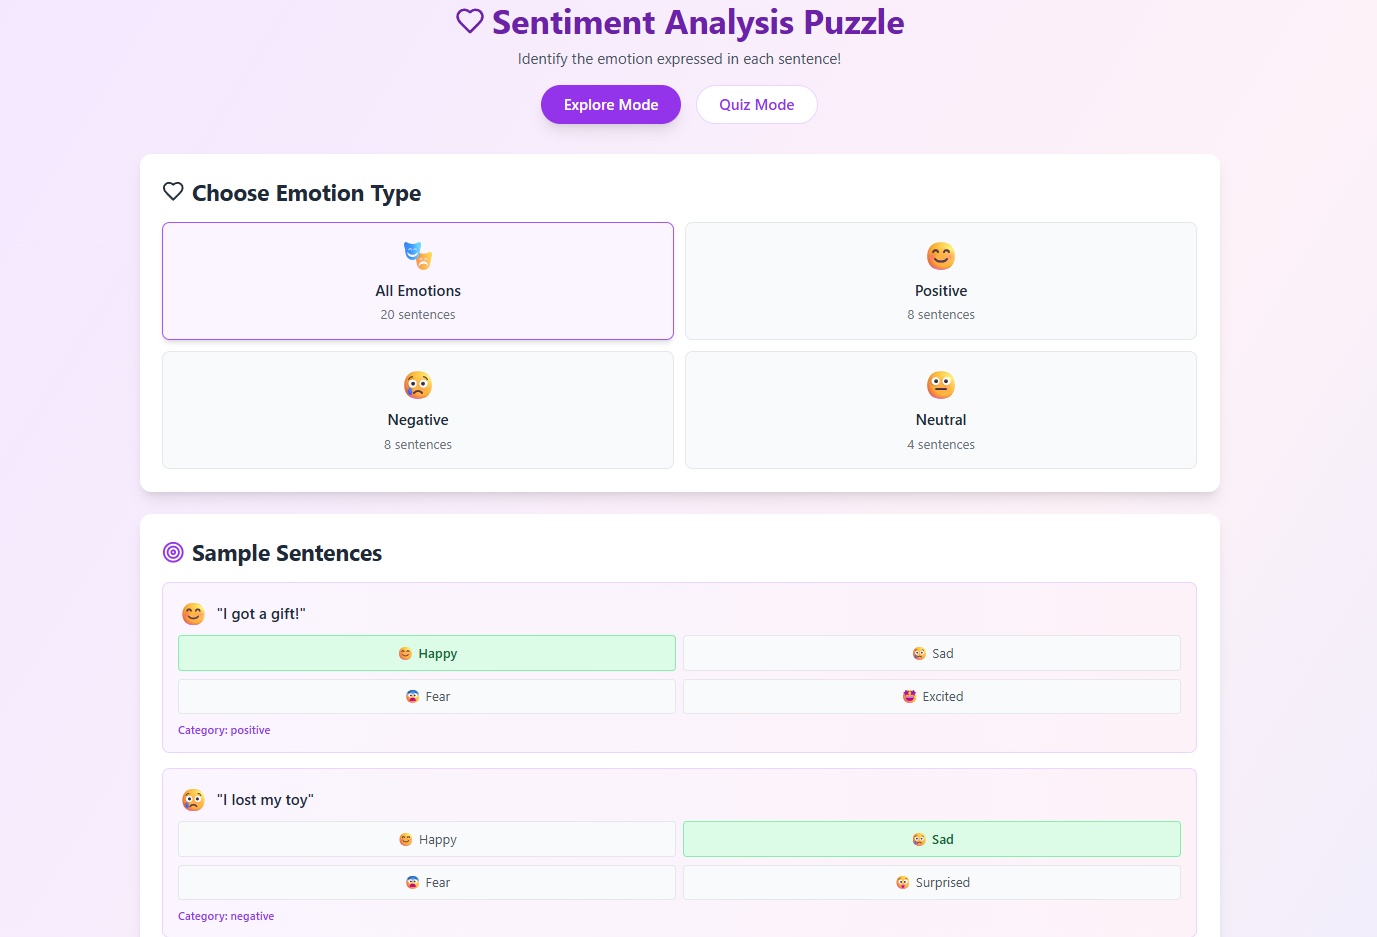 Sentiment Analysis Puzzle
Identify the emotion expressed in each sentence!
Explore Mode
Quiz Mode
Choose Emotion Type
All Emotions
20 sentences
Positive
8 sentences
Negative
8 sentences
Neutral
4 sentences
Sample Sentences
"I got a gift!"
Happy
Sad
Fear
Excited
Category: positive
"I lost my toy"
Happy
Sad
Fear
Surprised
Category: negative